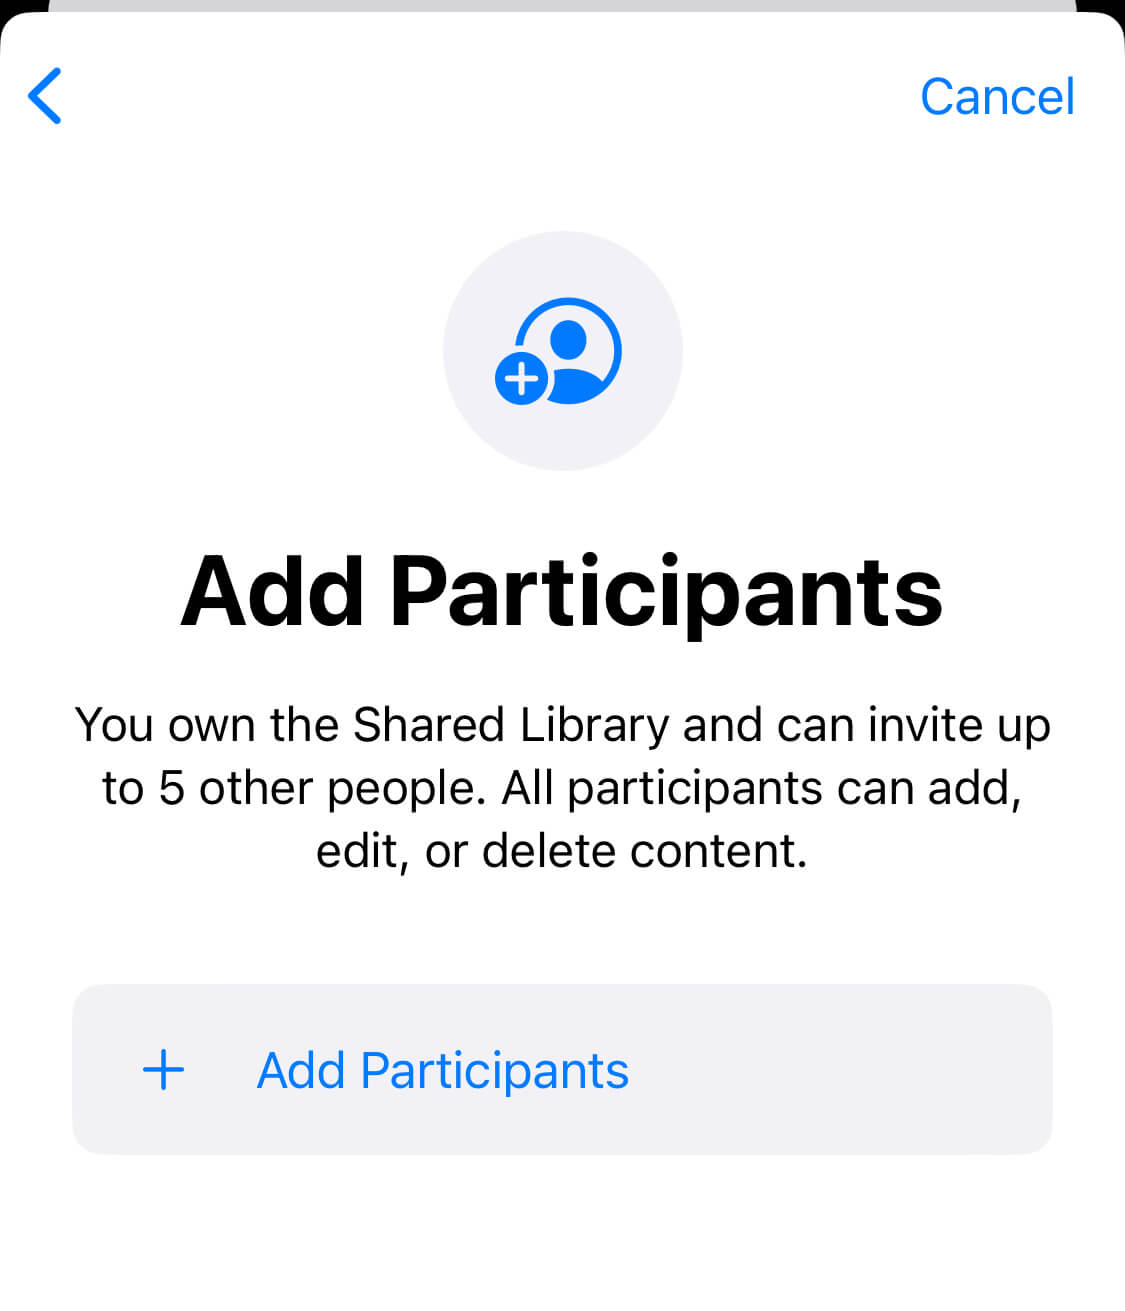 Cancel
Add Participants
You own the Shared Library and can invite up
to 5 other people. All participants can add,
edit, or delete content.
Add Participants